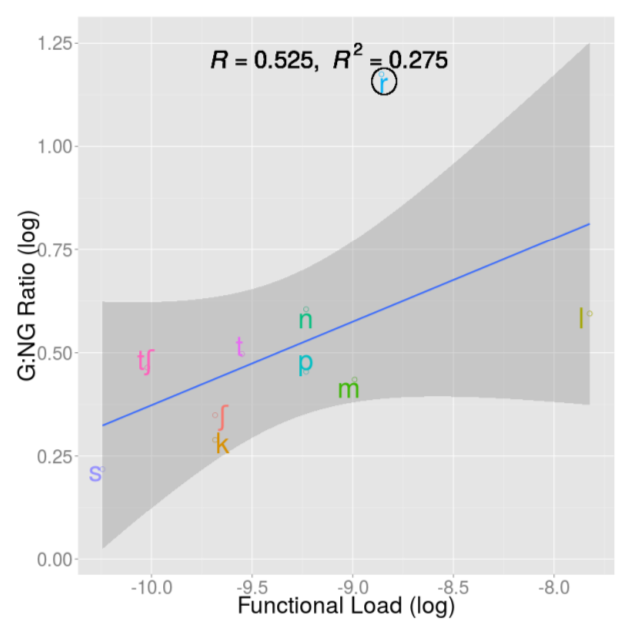 R = 0.525, R² = 0.275
1.25
1.00
0.75
0.50
0.25
0.00
G:NG Ratio (log)
r
n
l
t
tʃ
p
m
ʃ
k
s
-10.0 -9.5 -9.0 -8.5 -8.0
Functional Load (log)